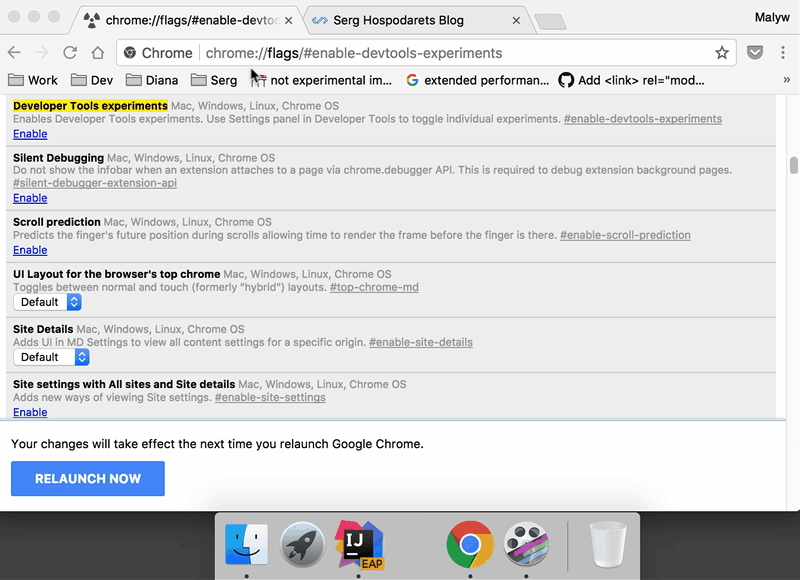 chrome://flags/#enable-devtoo
Serg Hospodarets Blog
Malyw
Chrome chrome://flags/#enable-devtools-experiments
Work Dev Diana Serg not experimental im... extended performan... Add <link> rel="mod... »
Developer Tools experiments Mac, Windows, Linux, Chrome OS
Enables Developer Tools experiments. Use Settings panel in Developer Tools to toggle individual experiments. #enable-devtools-experiments
Enable
Silent Debugging Mac, Windows, Linux, Chrome OS
Do not show the infobar when an extension attaches to a page via chrome.debugger API. This is required to debug extension background pages.
#silent-debugger-extension-api
Enable
Scroll prediction Mac, Windows, Linux, Chrome OS
Predicts the finger's future position during scrolls allowing time to render the frame before the finger is there. #enable-scroll-prediction
Enable
UI Layout for the browser's top chrome Mac, Windows, Linux, Chrome OS
Toggles between normal and touch (formerly "hybrid") layouts. #top-chrome-md
Default
Site Details Mac, Windows, Linux, Chrome OS
Adds UI in MD Settings to view all content settings for a specific origin. #enable-site-details
Default
Site settings with All sites and Site details Mac, Windows, Linux, Chrome OS
Adds new ways of viewing Site settings. #enable-site-settings
Enable
Your changes will take effect the next time you relaunch Google Chrome.
RELAUNCH NOW
IJ
EAP